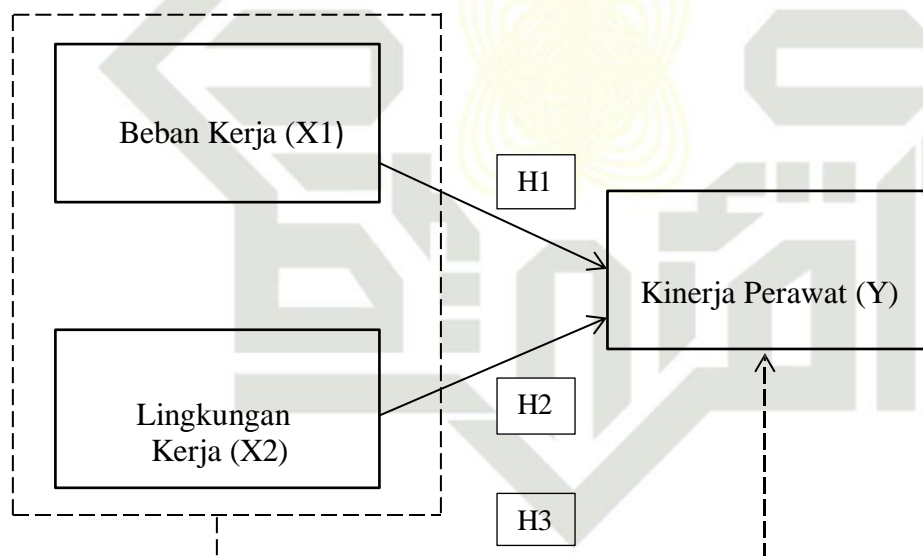 Beban Kerja (X1)
H1
Kinerja Perawat (Y)
H2
Lingkungan
Kerja (X2)
H3